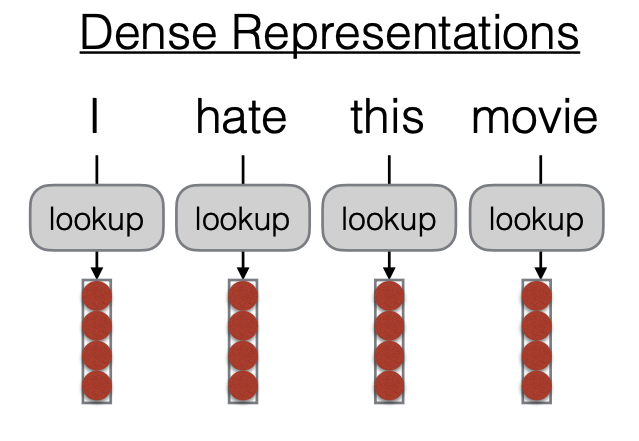 Dense Representations
I hate this movie
lookup lookup lookup lookup